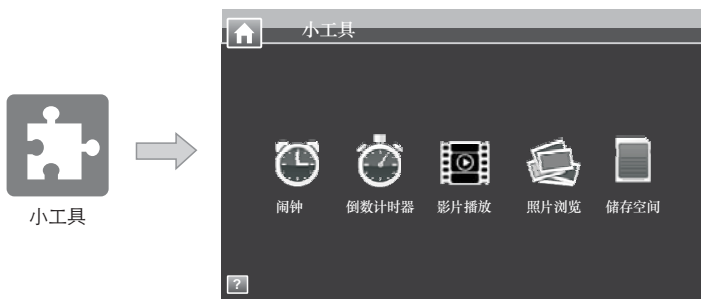 小工具
小工具
闹钟
倒数计时器
影片播放
照片浏览
储存空间
?